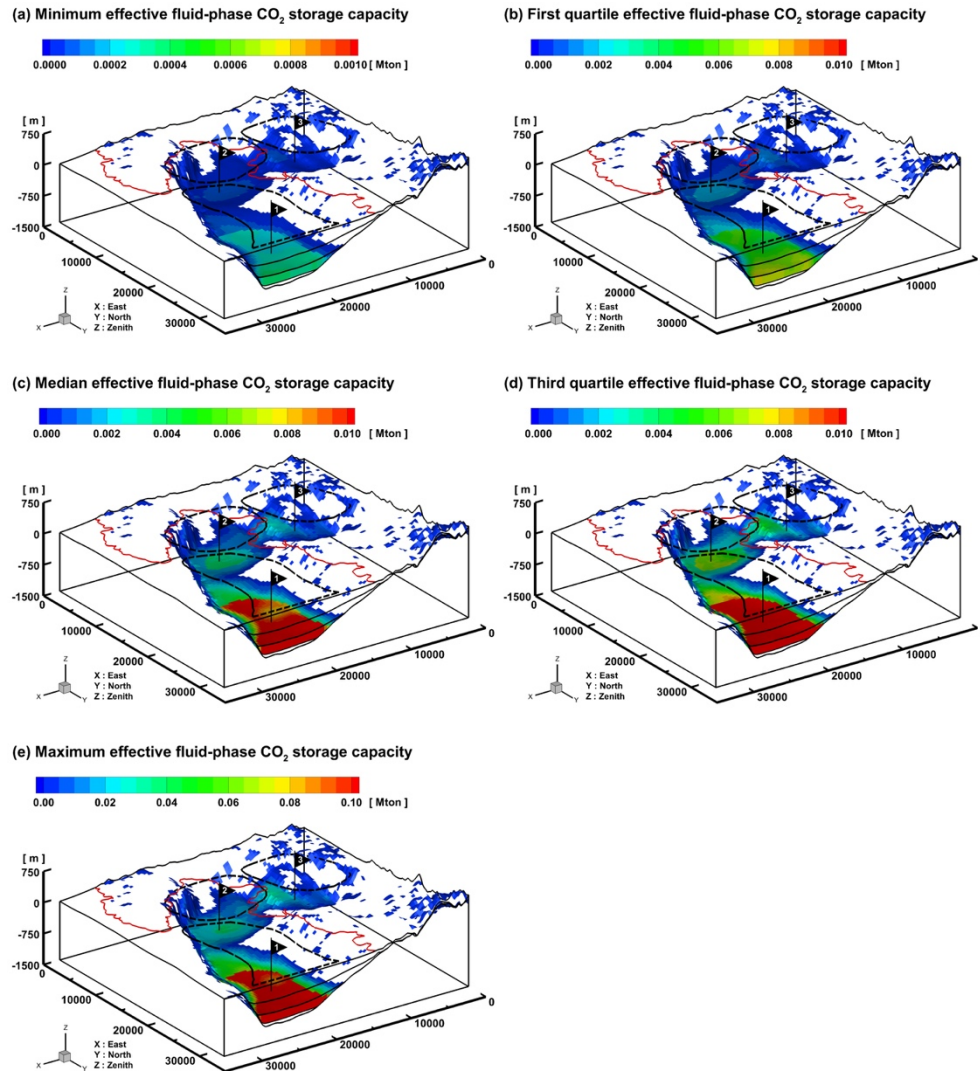 (a) Minimum effective fluid-phase CO₂ storage capacity
0.0000 0.0002 0.0004 0.0006 0.0008 0.0010 [ Mton ]
[ m ]
750
0
-750
-1500
0
10000
20000
30000
30000
20000
10000
0
1
2
3
Z
X
Y
X : East
Y : North
Z : Zenith
(b) First quartile effective fluid-phase CO₂ storage capacity
0.000 0.002 0.004 0.006 0.008 0.010 [ Mton ]
[ m ]
750
0
-750
-1500
0
10000
20000
30000
30000
20000
10000
0
1
2
3
Z
X
Y
X : East
Y : North
Z : Zenith
(c) Median effective fluid-phase CO₂ storage capacity
0.000 0.002 0.004 0.006 0.008 0.010 [ Mton ]
[ m ]
750
0
-750
-1500
0
10000
20000
30000
30000
20000
10000
0
1
2
3
Z
X
Y
X : East
Y : North
Z : Zenith
(d) Third quartile effective fluid-phase CO₂ storage capacity
0.000 0.002 0.004 0.006 0.008 0.010 [ Mton ]
[ m ]
750
0
-750
-1500
0
10000
20000
30000
30000
20000
10000
0
1
2
3
Z
X
Y
X : East
Y : North
Z : Zenith
(e) Maximum effective fluid-phase CO₂ storage capacity
0.00 0.02 0.04 0.06 0.08 0.10 [ Mton ]
[ m ]
750
0
-750
-1500
0
10000
20000
30000
30000
20000
10000
0
1
2
3
Z
X
Y
X : East
Y : North
Z : Zenith